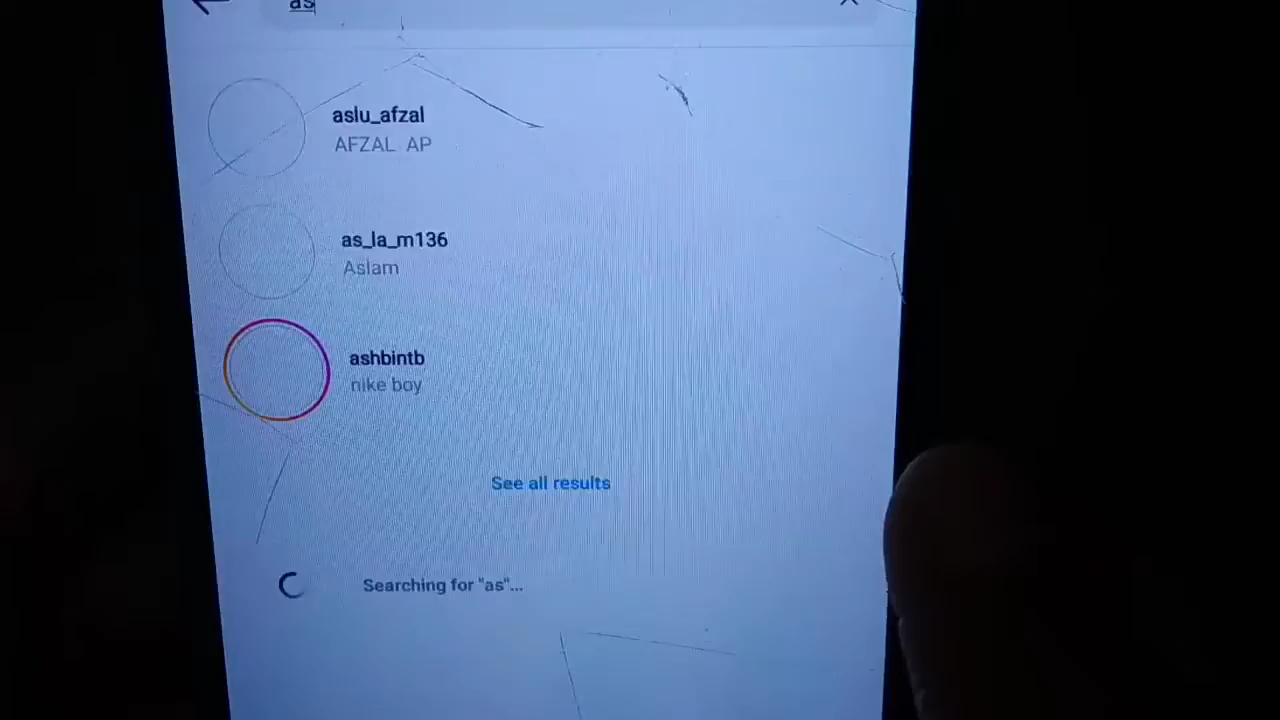 as
aslu_afzal
AFZAL AP
as_la_m136
Aslam
ashbintb
nike boy
See all results
Searching for "as"...